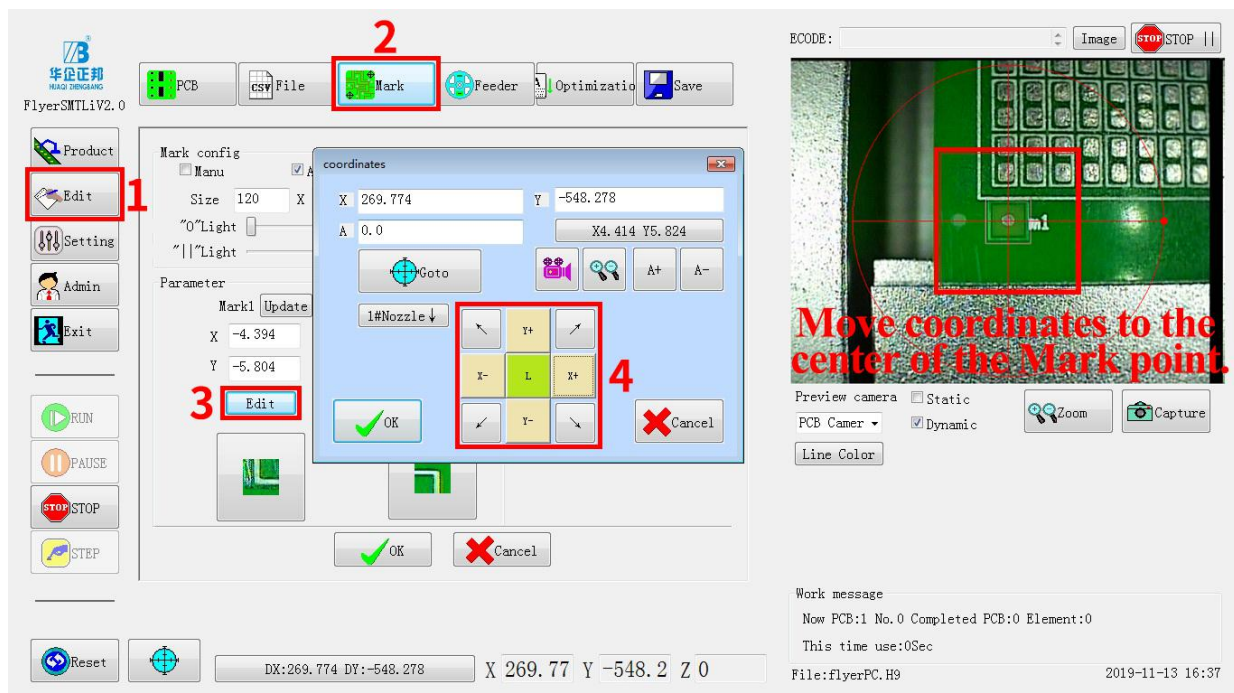 华企正邦
HUAQI ZHENGBANG
FlyerSMTLiV2.0
2
PCB
CSV File
Mark
Feeder
Optimizatio
Save
ECODE:
Image
STOP STOP ||
Product
1
Edit
Setting
Admin
Exit
RUN
PAUSE
STOP STOP
STEP
Reset
Mark config
Manu
A
Size 120 X
"O"Light
"||"Light
Parameter
Mark1 Update
X -4.394
Y -5.804
3 Edit
coordinates
X 269.774 Y -548.278
A 0.0 X4.414 Y5.824
Goto A+ A-
1#Nozzle↓
↖ Y+ ↗
X- L X+ 4
↙ Y- ↘
OK
Cancel
OK Cancel
m1
Move coordinates to the
center of the Mark point.
Preview camera
Static
PCB Camer
Dynamic
Zoom
Capture
Line Color
Work message
Now PCB:1 No.0 Completed PCB:0 Element:0
This time use:0Sec
DX:269.774 DY:-548.278 X 269.77 Y -548.2 Z 0
File:flyerPC.H9 2019-11-13 16:37